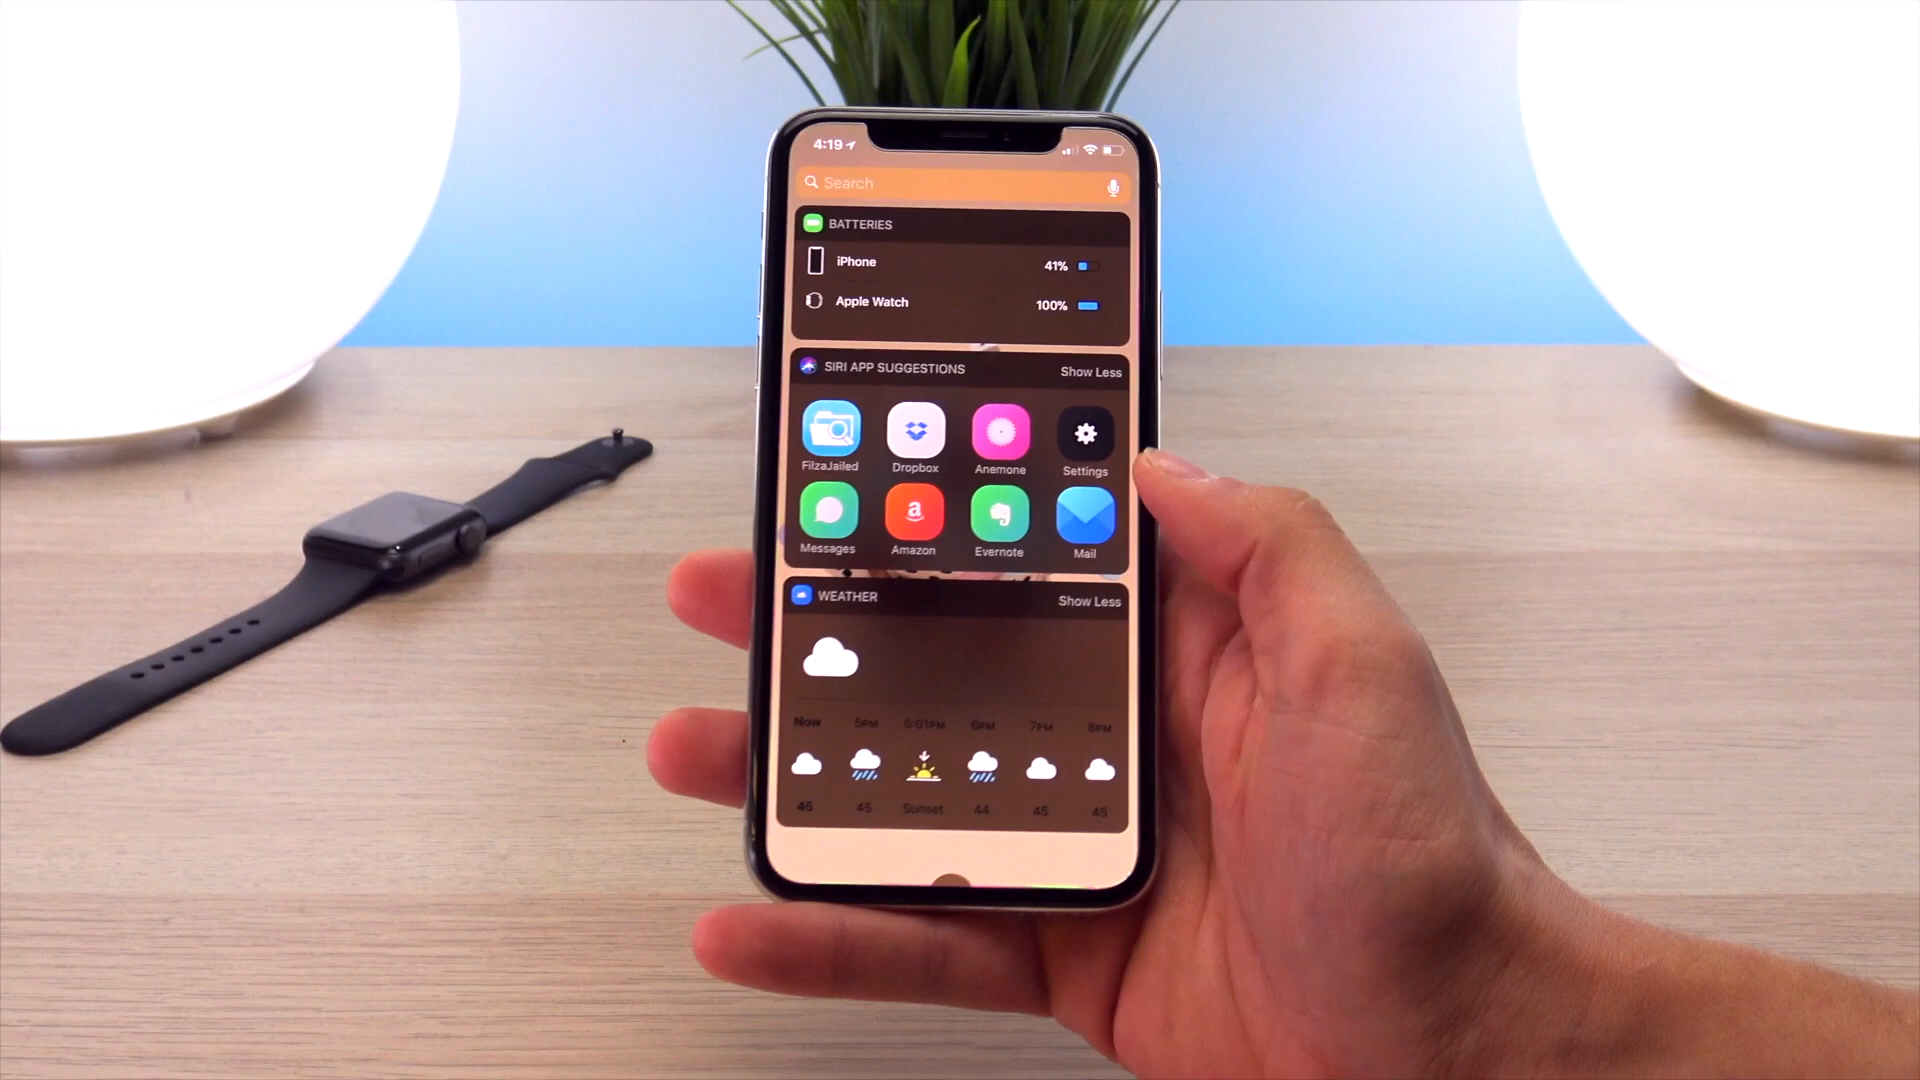 4:19
Search
BATTERIES
iPhone 41%
Apple Watch 100%
SIRI APP SUGGESTIONS Show Less
FilzaJailed Dropbox Anemone Settings
a
Messages Amazon Evernote Mail
WEATHER Show Less
Now 5PM 5:01PM 6PM 7PM 8PM
45 45 Sunset 44 45 45